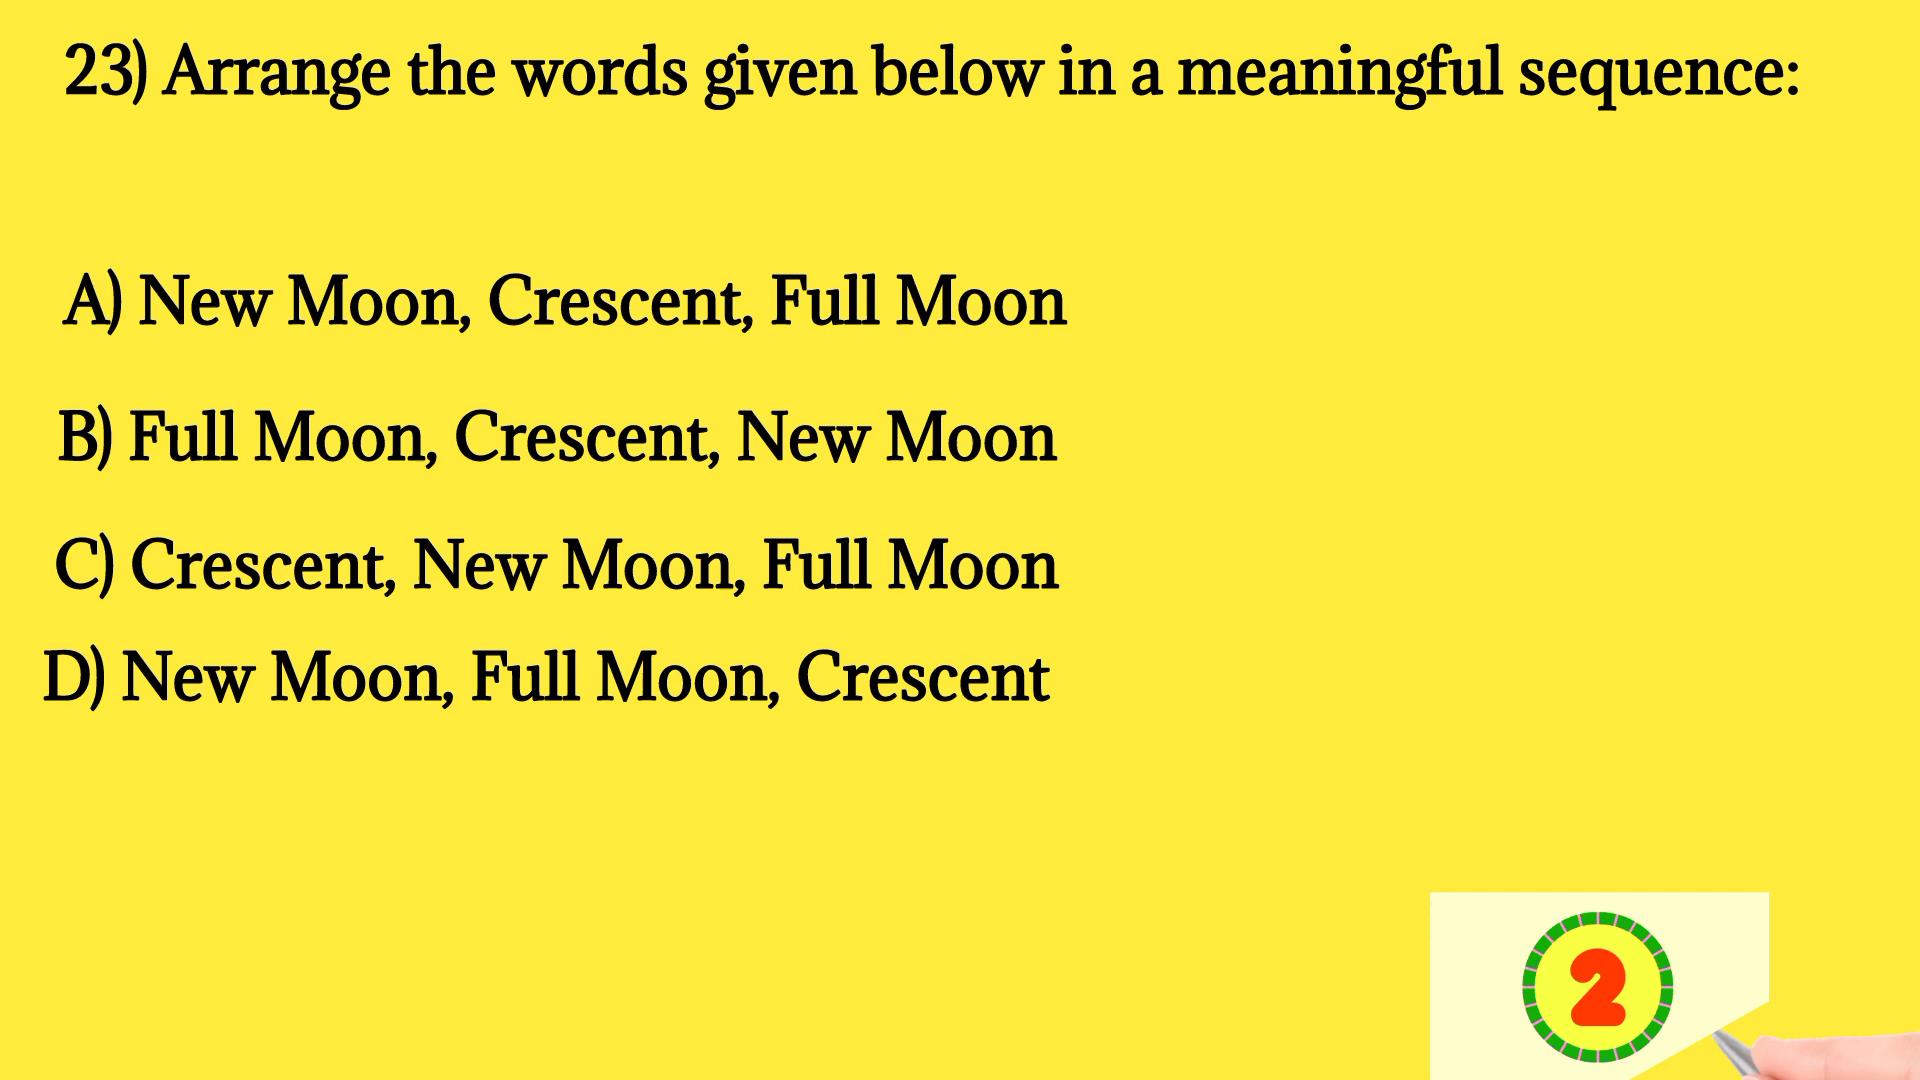 23) Arrange the words given below in a meaningful sequence:
A) New Moon, Crescent, Full Moon
B) Full Moon, Crescent, New Moon
C) Crescent, New Moon, Full Moon
D) New Moon, Full Moon, Crescent
2